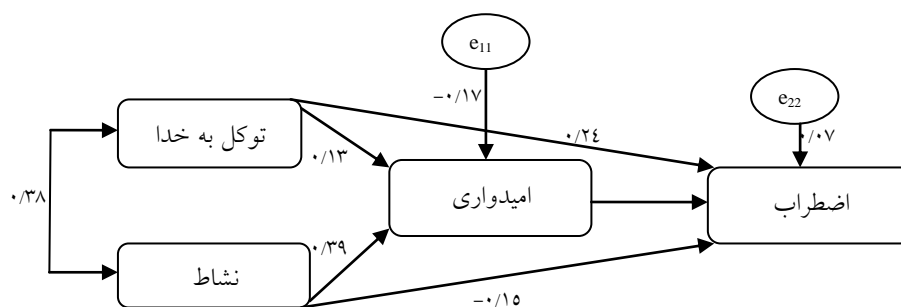 e11
e22
-۰/۱۷
توکل به خدا
۰/۲۴
۰/۰۷
۰/۱۳
۰/۳۸
امیدواری
اضطراب
۰/۳۹
نشاط
-۰/۱۵